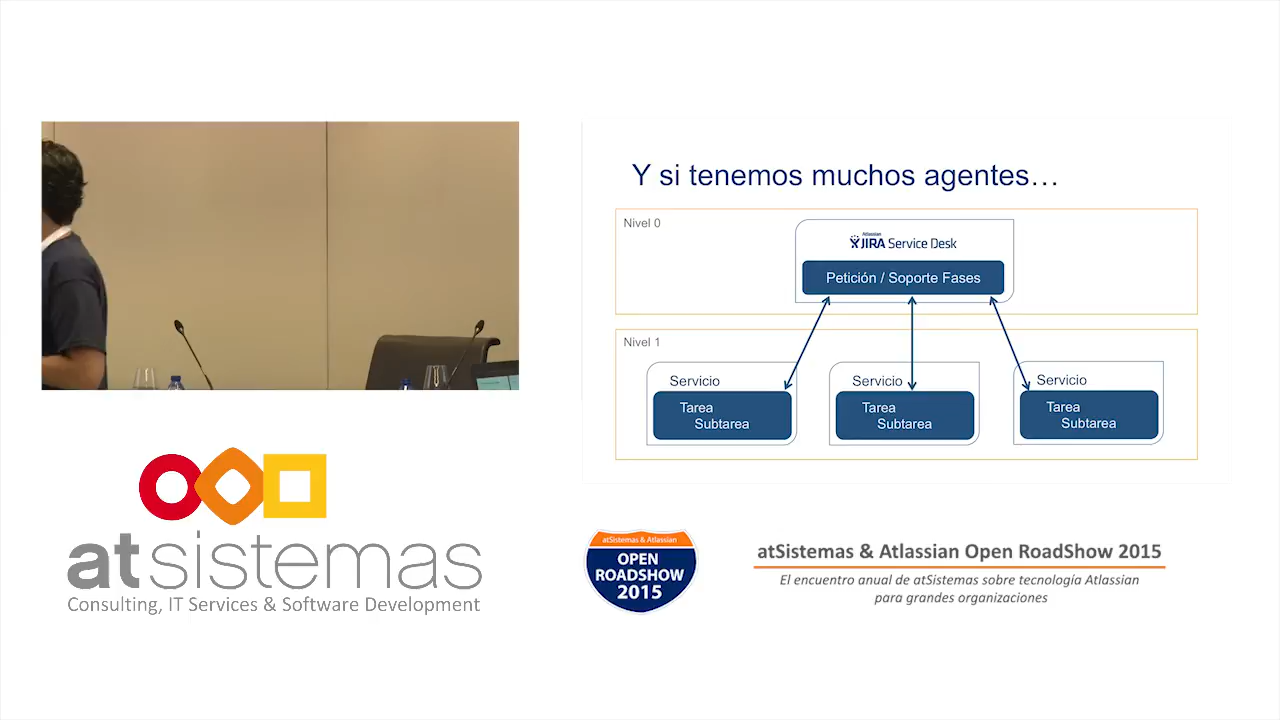 Y si tenemos muchos agentes…
Nivel 0
Atlassian
JIRA Service Desk
Petición / Soporte Fases
Nivel 1
Servicio
Tarea
Subtarea
Servicio
Tarea
Subtarea
Servicio
Tarea
Subtarea
atsistemas
Consulting, IT Services & Software Development
atSistemas & Atlassian
OPEN
ROADSHOW
2015
atSistemas & Atlassian Open RoadShow 2015
El encuentro anual de atSistemas sobre tecnología Atlassian
para grandes organizaciones